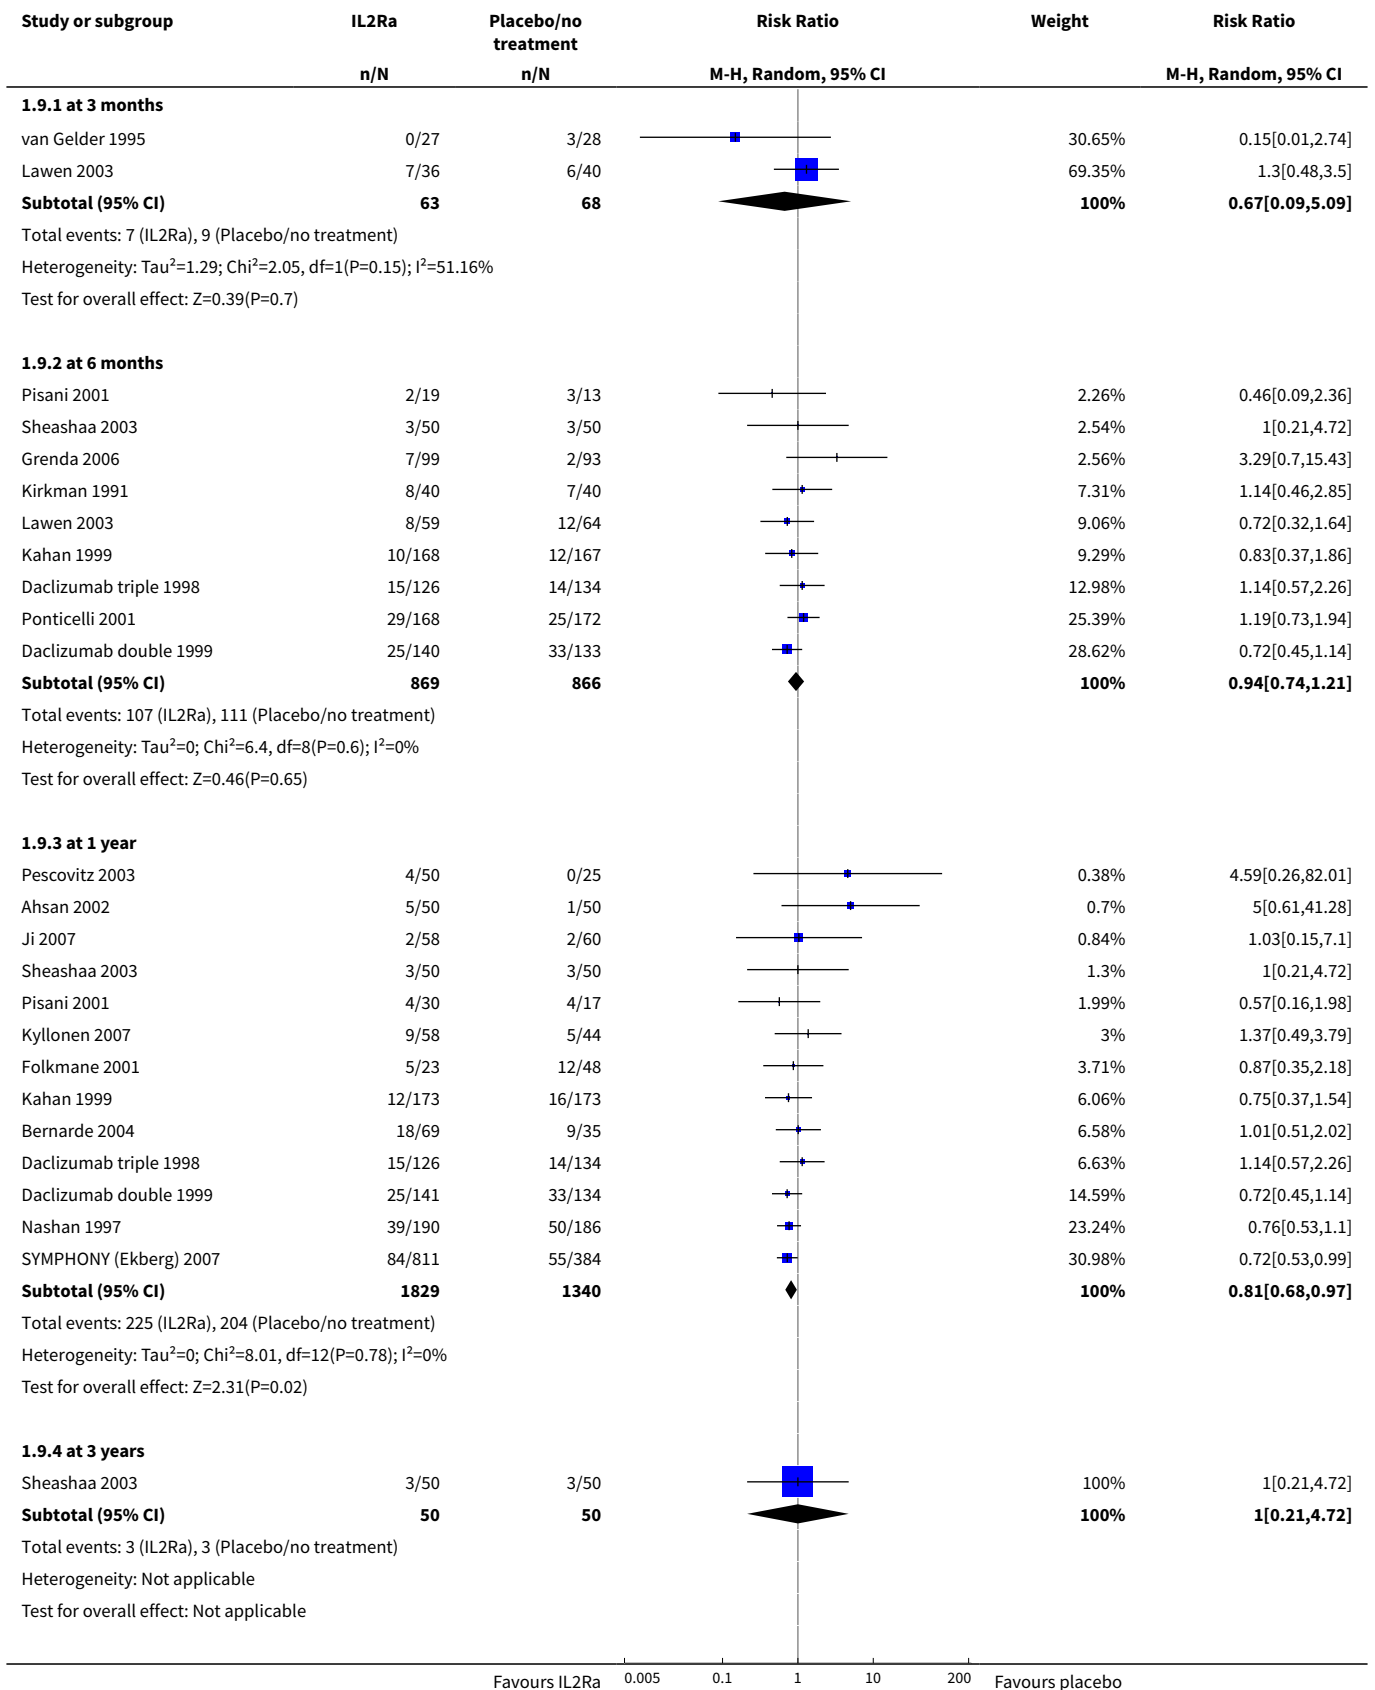 Study or subgroup IL2Ra Placebo/no treatment Risk Ratio Weight Risk Ratio
n/N n/N M-H, Random, 95% CI M-H, Random, 95% CI
1.9.1 at 3 months
van Gelder 1995 0/27 3/28 30.65% 0.15[0.01,2.74]
Lawen 2003 7/36 6/40 69.35% 1.3[0.48,3.5]
Subtotal (95% CI) 63 68 100% 0.67[0.09,5.09]
Total events: 7 (IL2Ra), 9 (Placebo/no treatment)
Heterogeneity: Tau²=1.29; Chi²=2.05, df=1(P=0.15); I²=51.16%
Test for overall effect: Z=0.39(P=0.7)
1.9.2 at 6 months
Pisani 2001 2/19 3/13 2.26% 0.46[0.09,2.36]
Sheashaa 2003 3/50 3/50 2.54% 1[0.21,4.72]
Grenda 2006 7/99 2/93 2.56% 3.29[0.7,15.43]
Kirkman 1991 8/40 7/40 7.31% 1.14[0.46,2.85]
Lawen 2003 8/59 12/64 9.06% 0.72[0.32,1.64]
Kahan 1999 10/168 12/167 9.29% 0.83[0.37,1.86]
Daclizumab triple 1998 15/126 14/134 12.98% 1.14[0.57,2.26]
Ponticelli 2001 29/168 25/172 25.39% 1.19[0.73,1.94]
Daclizumab double 1999 25/140 33/133 28.62% 0.72[0.45,1.14]
Subtotal (95% CI) 869 866 100% 0.94[0.74,1.21]
Total events: 107 (IL2Ra), 111 (Placebo/no treatment)
Heterogeneity: Tau²=0; Chi²=6.4, df=8(P=0.6); I²=0%
Test for overall effect: Z=0.46(P=0.65)
1.9.3 at 1 year
Pescovitz 2003 4/50 0/25 0.38% 4.59[0.26,82.01]
Ahsan 2002 5/50 1/50 0.7% 5[0.61,41.28]
Ji 2007 2/58 2/60 0.84% 1.03[0.15,7.1]
Sheashaa 2003 3/50 3/50 1.3% 1[0.21,4.72]
Pisani 2001 4/30 4/17 1.99% 0.57[0.16,1.98]
Kyllonen 2007 9/58 5/44 3% 1.37[0.49,3.79]
Folkmane 2001 5/23 12/48 3.71% 0.87[0.35,2.18]
Kahan 1999 12/173 16/173 6.06% 0.75[0.37,1.54]
Bernarde 2004 18/69 9/35 6.58% 1.01[0.51,2.02]
Daclizumab triple 1998 15/126 14/134 6.63% 1.14[0.57,2.26]
Daclizumab double 1999 25/141 33/134 14.59% 0.72[0.45,1.14]
Nashan 1997 39/190 50/186 23.24% 0.76[0.53,1.1]
SYMPHONY (Ekberg) 2007 84/811 55/384 30.98% 0.72[0.53,0.99]
Subtotal (95% CI) 1829 1340 100% 0.81[0.68,0.97]
Total events: 225 (IL2Ra), 204 (Placebo/no treatment)
Heterogeneity: Tau²=0; Chi²=8.01, df=12(P=0.78); I²=0%
Test for overall effect: Z=2.31(P=0.02)
1.9.4 at 3 years
Sheashaa 2003 3/50 3/50 100% 1[0.21,4.72]
Subtotal (95% CI) 50 50 100% 1[0.21,4.72]
Total events: 3 (IL2Ra), 3 (Placebo/no treatment)
Heterogeneity: Not applicable
Test for overall effect: Not applicable
Favours IL2Ra 0.005 0.1 1 10 200 Favours placebo